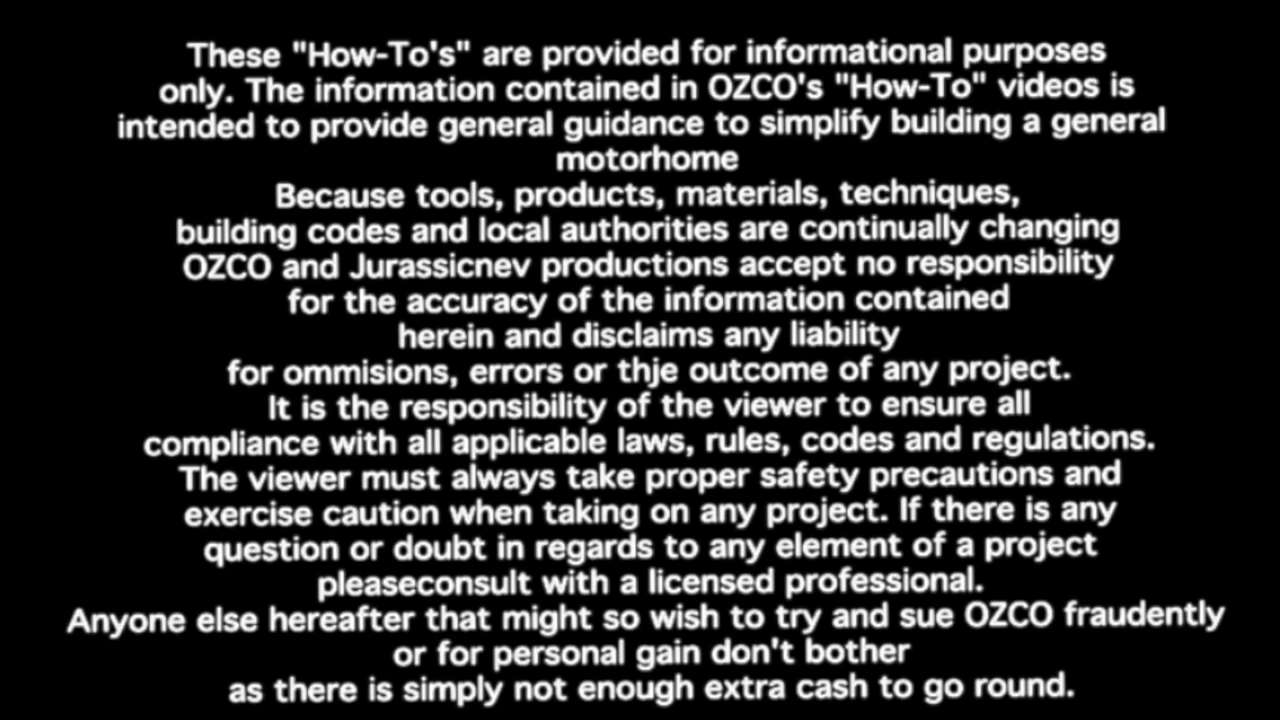 These "How-To's" are provided for informational purposes
only. The information contained in OZCO's "How-To" videos is
intended to provide general guidance to simplify building a general
motorhome
Because tools, products, materials, techniques,
building codes and local authorities are continually changing
OZCO and Jurassicnev productions accept no responsibility
for the accuracy of the information contained
herein and disclaims any liability
for ommisions, errors or thje outcome of any project.
It is the responsibility of the viewer to ensure all
compliance with all applicable laws, rules, codes and regulations.
The viewer must always take proper safety precautions and
exercise caution when taking on any project. If there is any
question or doubt in regards to any element of a project
pleaseconsult with a licensed professional.
Anyone else hereafter that might so wish to try and sue OZCO fraudently
or for personal gain don't bother
as there is simply not enough extra cash to go round.